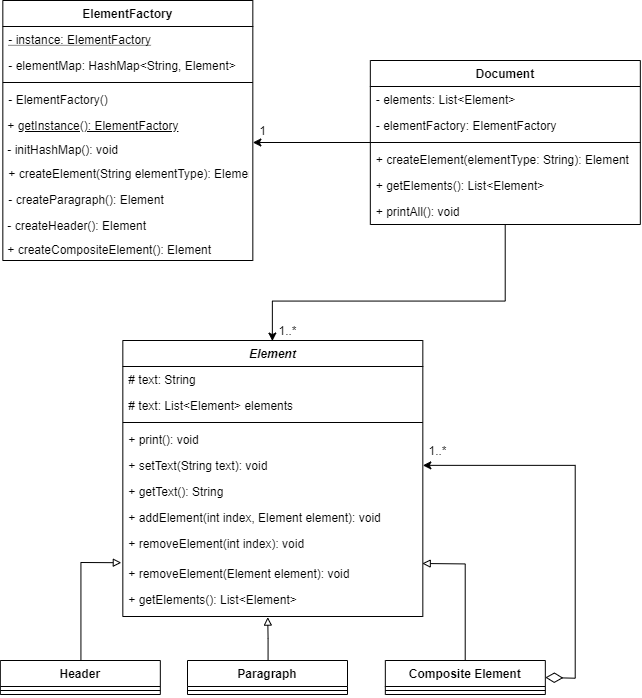 ElementFactory
- instance: ElementFactory
- elementMap: HashMap<String, Element>
- ElementFactory()
+ getInstance(): ElementFactory
- initHashMap(): void
+ createElement(String elementType): Eleme
- createParagraph(): Element
- createHeader(): Element
+ createCompositeElement(): Element
1
Document
- elements: List<Element>
- elementFactory: ElementFactory
+ createElement(elementType: String): Element
+ getElements(): List<Element>
+ printAll(): void
1..*
Element
# text: String
# text: List<Element> elements
+ print(): void
+ setText(String text): void
+ getText(): String
+ addElement(int index, Element element): void
+ removeElement(int index): void
+ removeElement(Element element): void
+ getElements(): List<Element>
1..*
Header
Paragraph
Composite Element